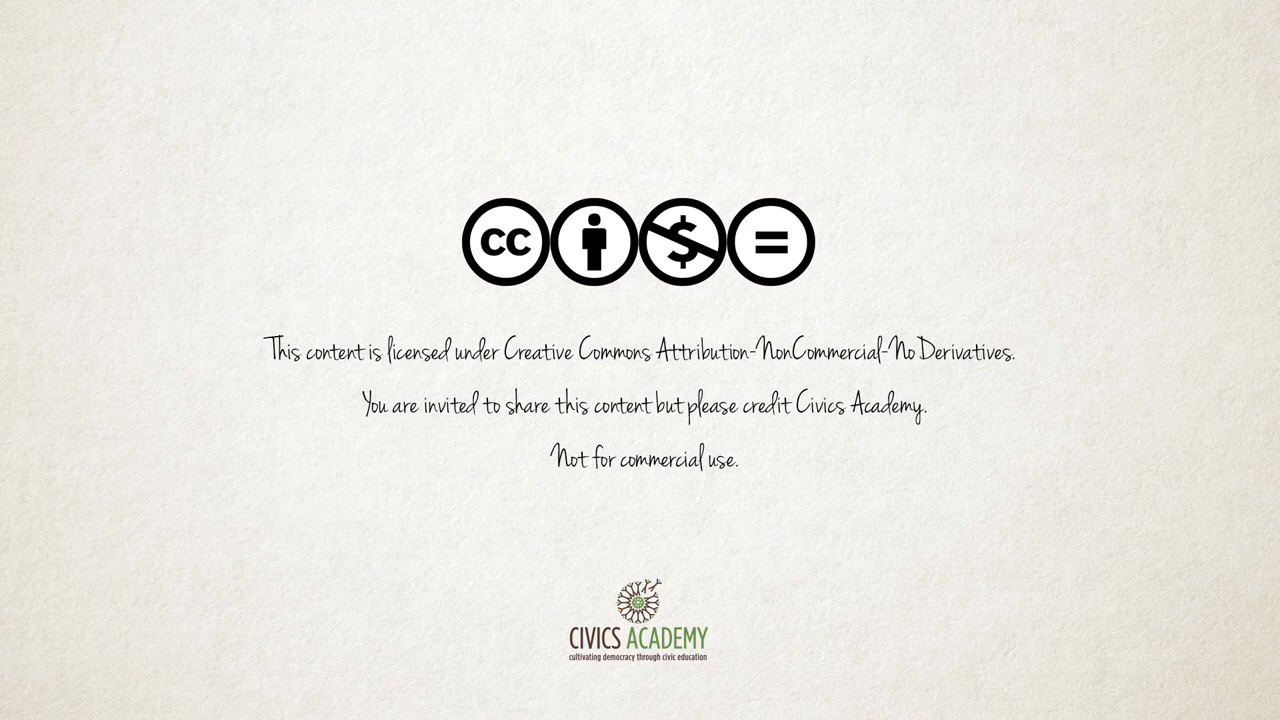 cc $ =
This content is licensed under Creative Commons Attribution-NonCommercial-No Derivatives.
You are invited to share this content but please credit Civics Academy.
Not for commercial use.
CIVICS ACADEMY
cultivating democracy through civic education